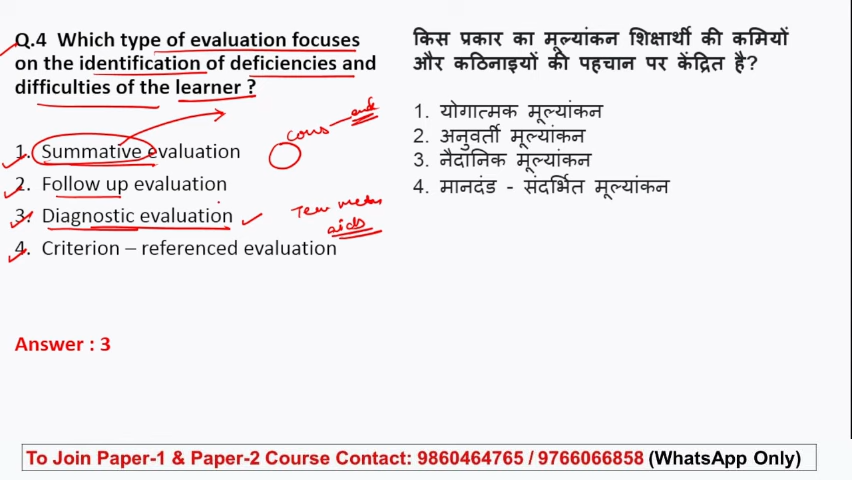 Q.4 Which type of evaluation focuses
on the identification of deficiencies and
difficulties of the learner ?
1. Summative evaluation
2. Follow up evaluation
3. Diagnostic evaluation
4. Criterion – referenced evaluation
Answer : 3
किस प्रकार का मूल्यांकन शिक्षार्थी की कमियों
और कठिनाइयों की पहचान पर केंद्रित है?
1. योगात्मक मूल्यांकन
2. अनुवर्ती मूल्यांकन
3. नैदानिक मूल्यांकन
4. मानदंड - संदर्भित मूल्यांकन
aids
To Join Paper-1 & Paper-2 Course Contact: 9860464765 / 9766066858 (WhatsApp Only)